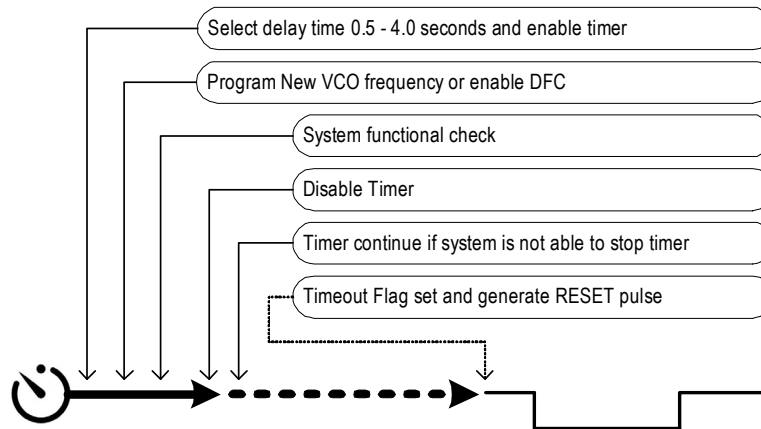 Select delay time 0.5 - 4.0 seconds and enable timer
Program New VCO frequency or enable DFC
System functional check
Disable Timer
Timer continue if system is not able to stop timer
Timeout Flag set and generate RESET pulse